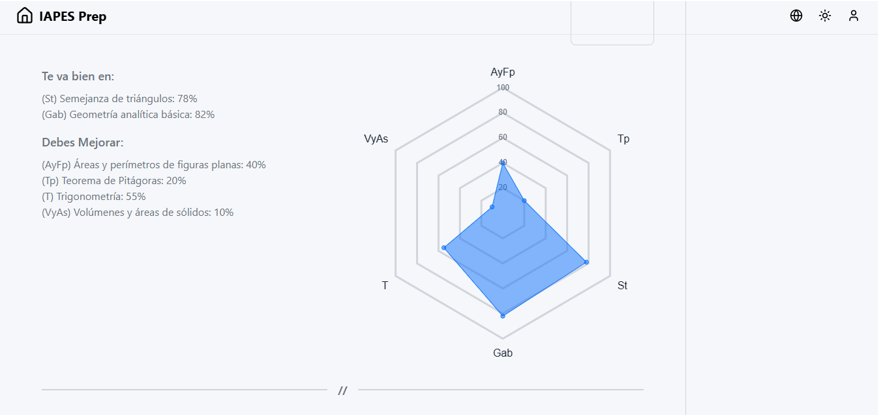 IAPES Prep
Te va bien en:
(St) Semejanza de triángulos: 78%
(Gab) Geometría analítica básica: 82%
Debes Mejorar:
(AyFp) Áreas y perímetros de figuras planas: 40%
(Tp) Teorema de Pitágoras: 20%
(T) Trigonometría: 55%
(VyAs) Volúmenes y áreas de sólidos: 10%
AyFp
100
80
60
40
20
VyAs
Tp
T
St
Gab
//